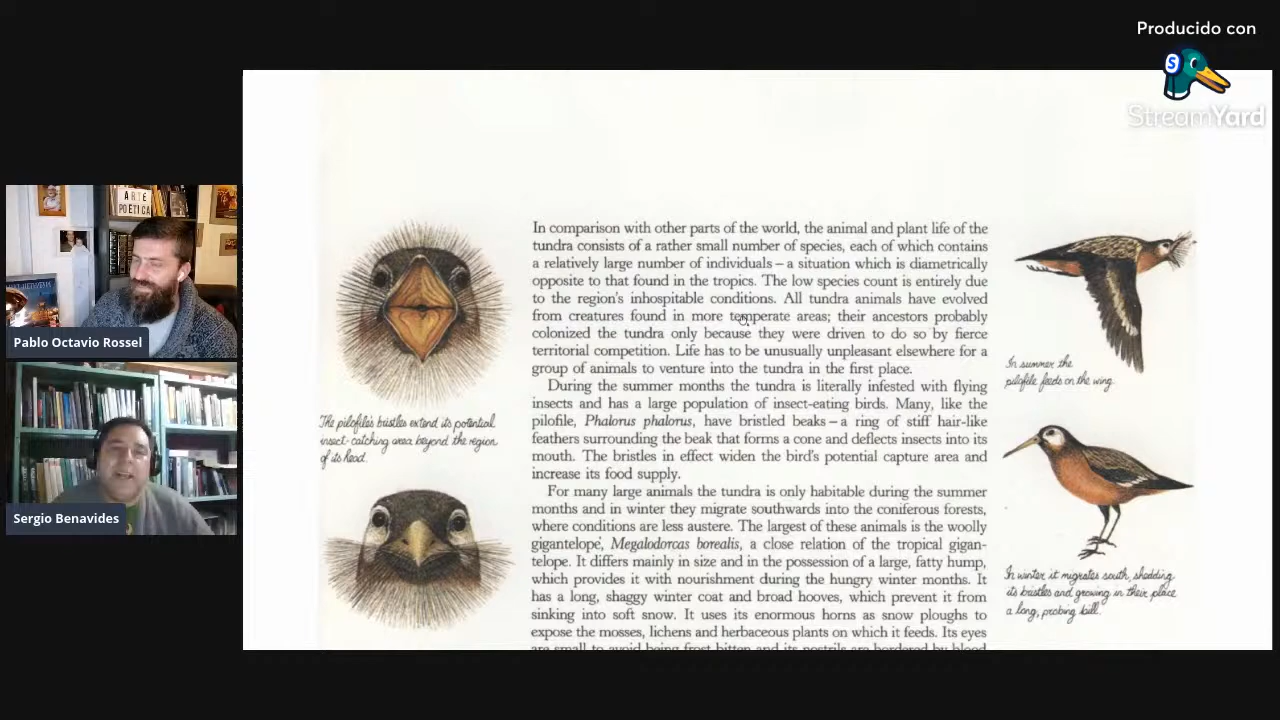 Producido con
StreamYard
ARTE
POÉTICA
Pablo Octavio Rossel
Sergio Benavides
In comparison with other parts of the world, the animal and plant life of the
tundra consists of a rather small number of species, each of which contains
a relatively large number of individuals – a situation which is diametrically
opposite to that found in the tropics. The low species count is entirely due
to the region's inhospitable conditions. All tundra animals have evolved
from creatures found in more temperate areas; their ancestors probably
colonized the tundra only because they were driven to do so by fierce
territorial competition. Life has to be unusually unpleasant elsewhere for a
group of animals to venture into the tundra in the first place.
During the summer months the tundra is literally infested with flying
insects and has a large population of insect-eating birds. Many, like the
pilofile, Phalorus phalorus, have bristled beaks – a ring of stiff hair-like
feathers surrounding the beak that forms a cone and deflects insects into its
mouth. The bristles in effect widen the bird's potential capture area and
increase its food supply.
For many large animals the tundra is only habitable during the summer
months and in winter they migrate southwards into the coniferous forests,
where conditions are less austere. The largest of these animals is the woolly
gigantelope, Megalodorcas borealis, a close relation of the tropical gigan-
telope. It differs mainly in size and in the possession of a large, fatty hump,
which provides it with nourishment during the hungry winter months. It
has a long, shaggy winter coat and broad hooves, which prevent it from
sinking into soft snow. It uses its enormous horns as snow ploughs to
expose the mosses, lichens and herbaceous plants on which it feeds. Its eyes
are small to avoid being frost bitten and its nostrils are bordered by blood
The pilofile's bristles extend its potential
insect-catching area beyond the region
of its head.
In summer the
pilofile feeds on the wing.
In winter it migrates south, shedding
its bristles and growing in their place
a long, probing bill.